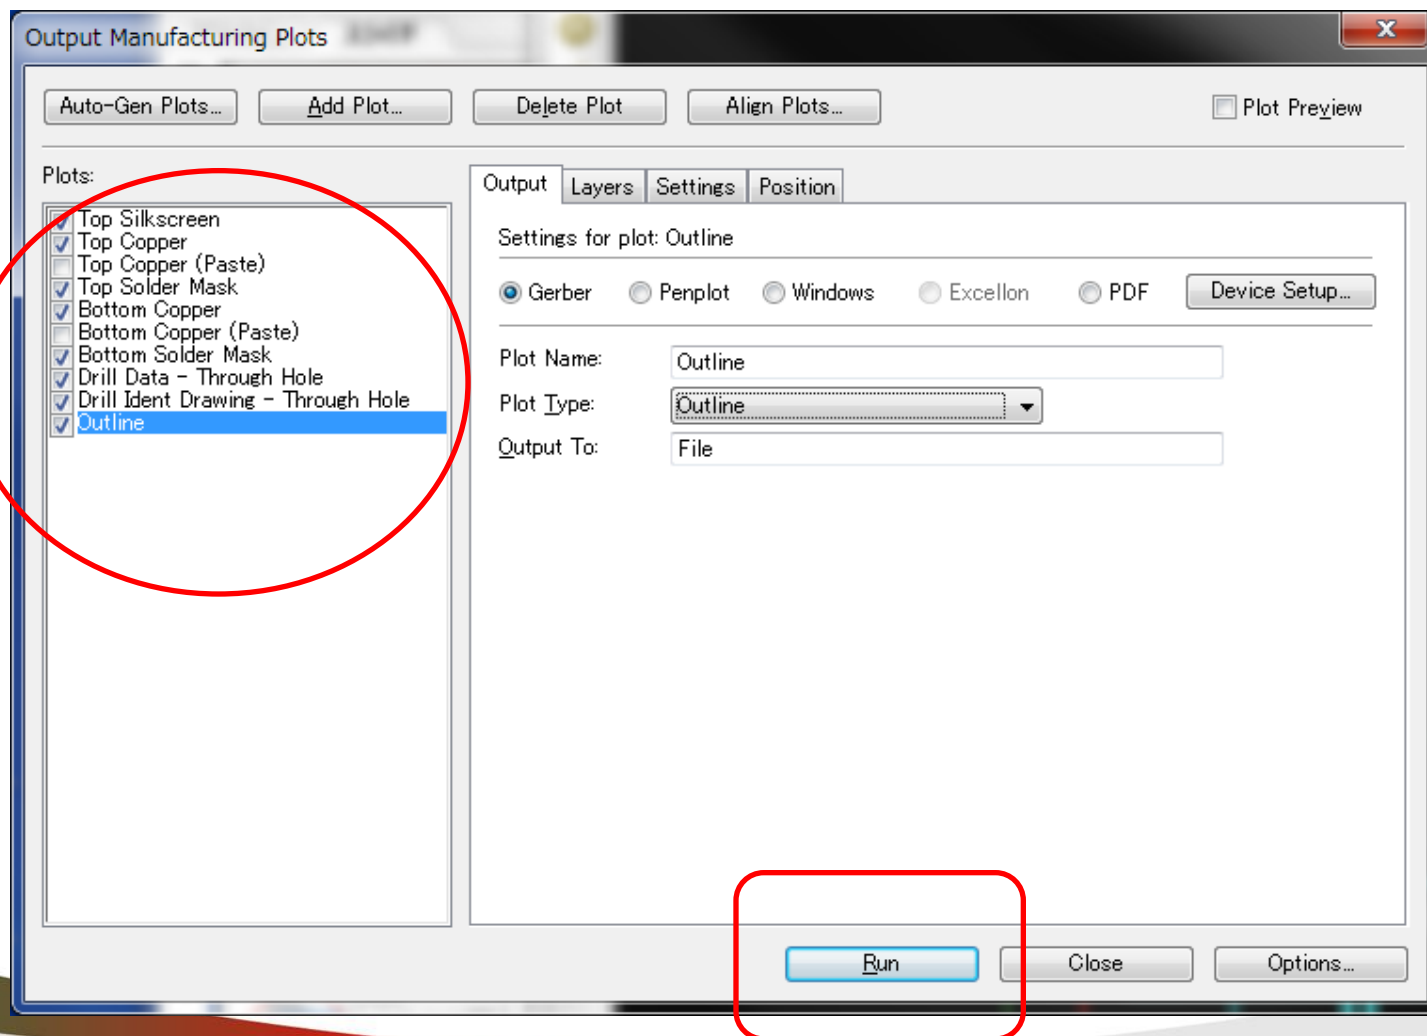 Output Manufacturing Plots
Auto-Gen Plots... Add Plot... Delete Plot Align Plots... Plot Preview
Plots:
Top Silkscreen
Top Copper
Top Copper (Paste)
Top Solder Mask
Bottom Copper
Bottom Copper (Paste)
Bottom Solder Mask
Drill Data - Through Hole
Drill Ident Drawing - Through Hole
Outline
Output Layers Settings Position
Settings for plot: Outline
Gerber Penplot Windows Excellon PDF Device Setup...
Plot Name: Outline
Plot Type: Outline
Output To: File
Run Close Options...